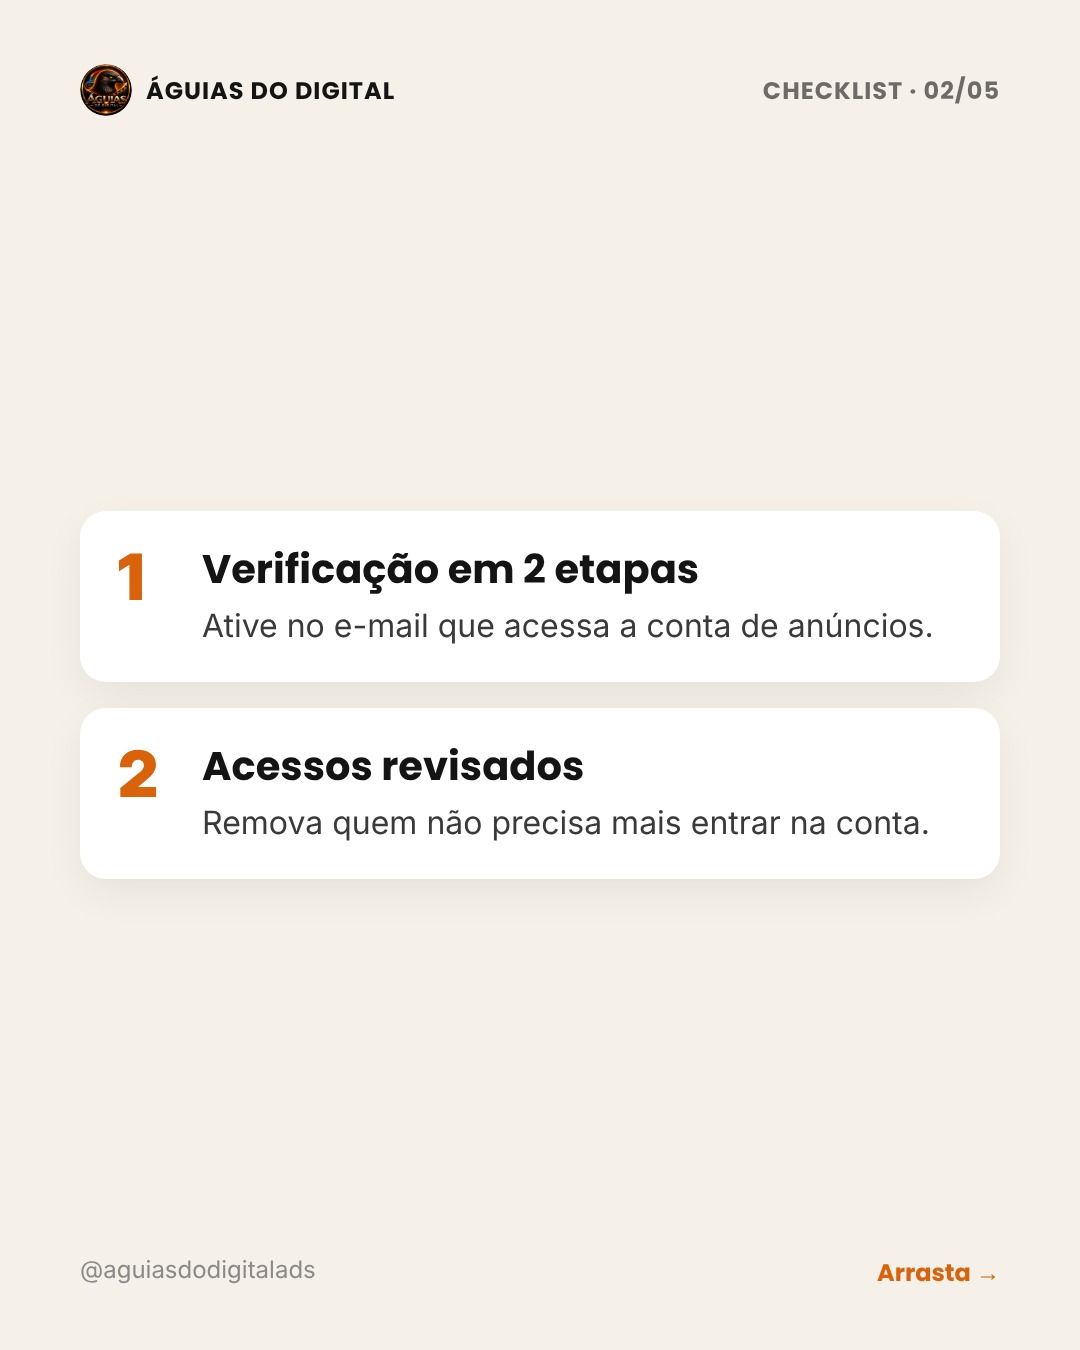 ÁGUIAS
ÁGUIAS DO DIGITAL
CHECKLIST · 02/05
1
Verificação em 2 etapas
Ative no e-mail que acessa a conta de anúncios.
2
Acessos revisados
Remova quem não precisa mais entrar na conta.
@aguiasdodigitalads
Arrasta →